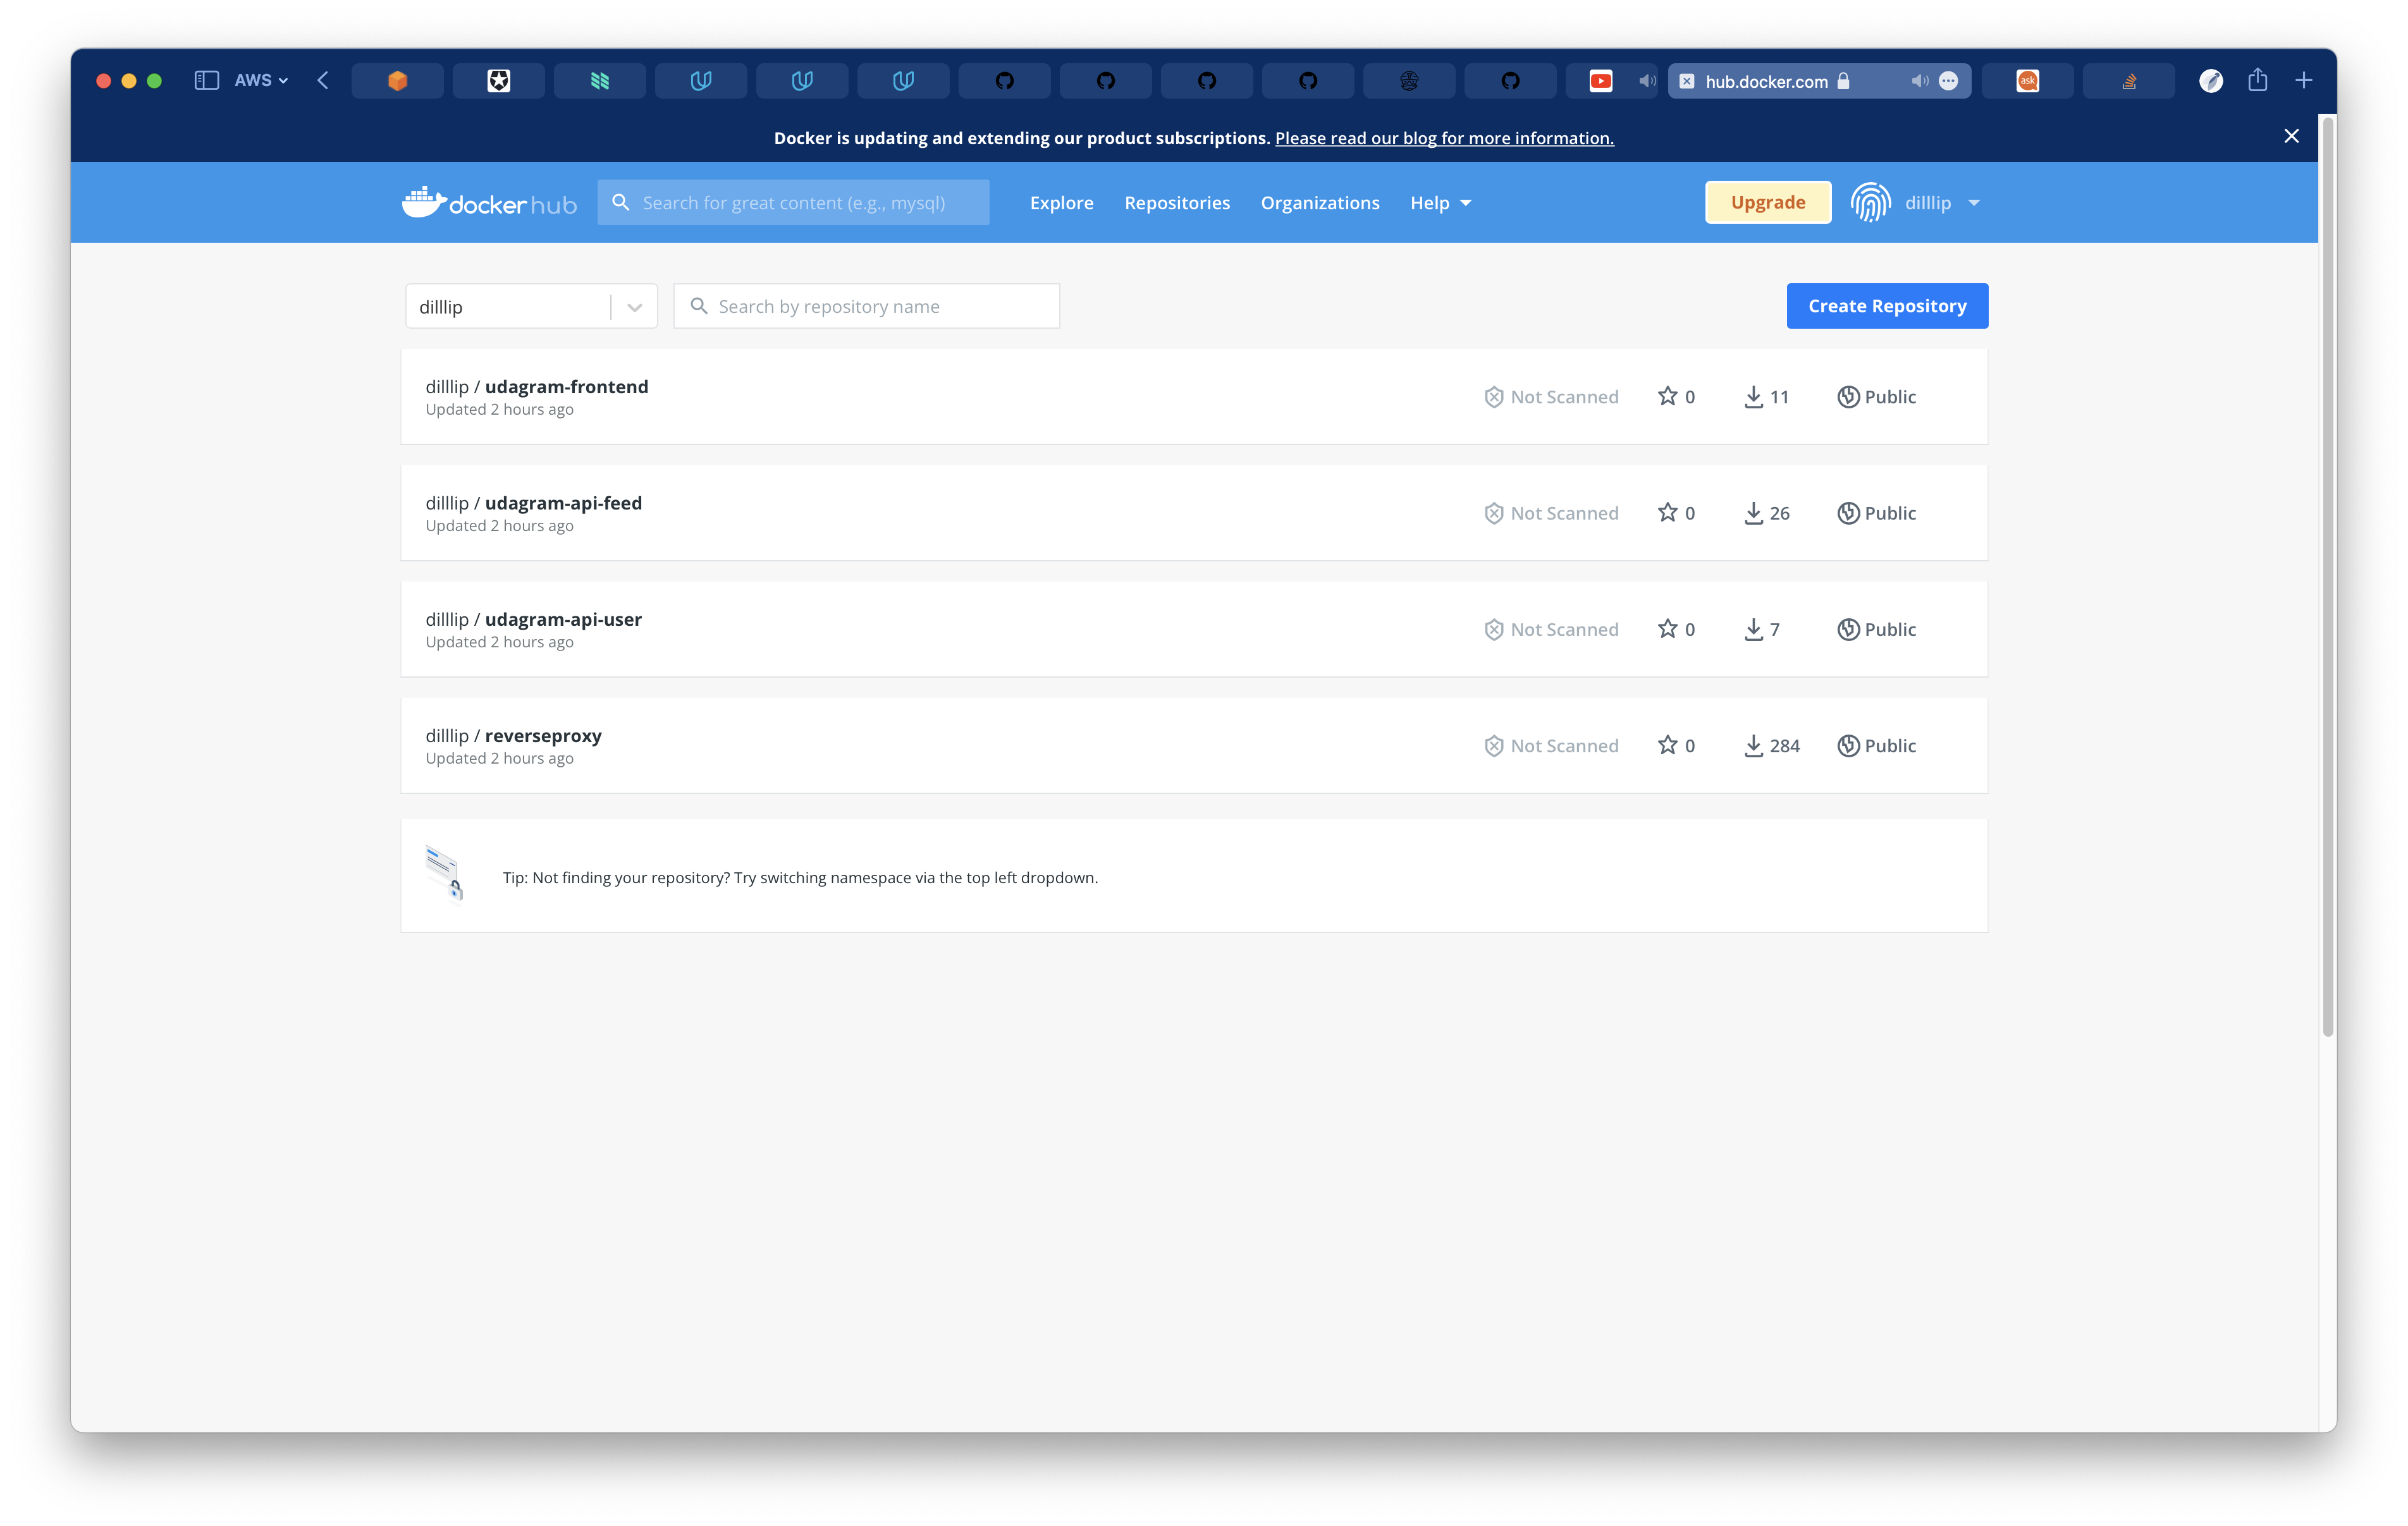 AWS
hub.docker.com
ask
Docker is updating and extending our product subscriptions. Please read our blog for more information.
docker hub
Search for great content (e.g., mysql)
Explore
Repositories
Organizations
Help
Upgrade
dilllip
dilllip
Search by repository name
Create Repository
dilllip / udagram-frontend
Updated 2 hours ago
Not Scanned
0
11
Public
dilllip / udagram-api-feed
Updated 2 hours ago
Not Scanned
0
26
Public
dilllip / udagram-api-user
Updated 2 hours ago
Not Scanned
0
7
Public
dilllip / reverseproxy
Updated 2 hours ago
Not Scanned
0
284
Public
Tip: Not finding your repository? Try switching namespace via the top left dropdown.